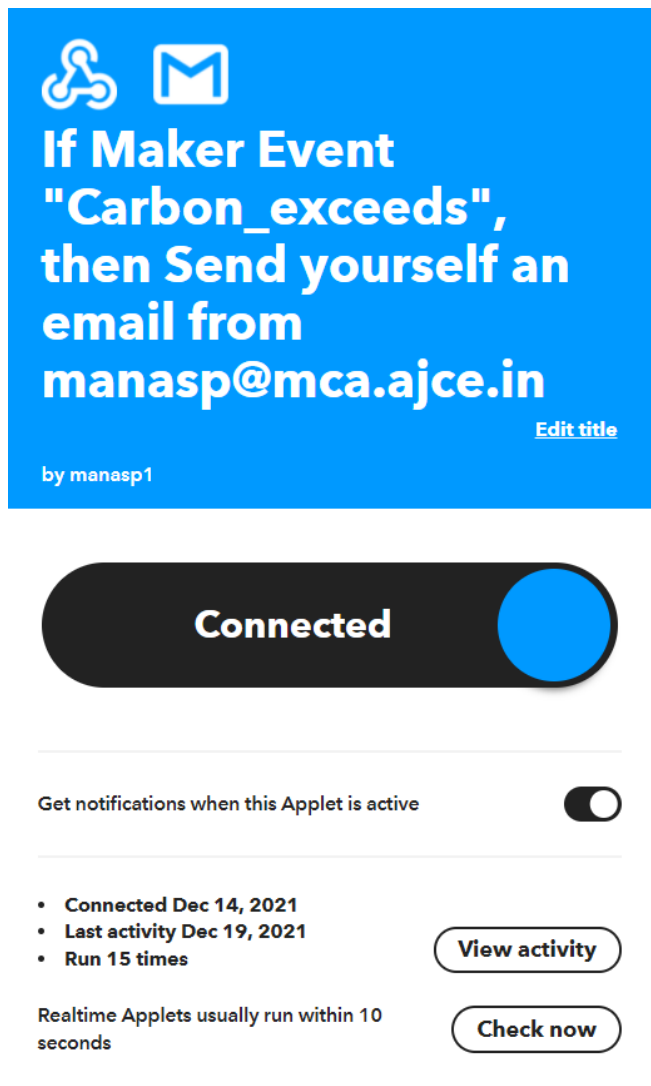 If Maker Event
"Carbon_exceeds",
then Send yourself an
email from
manasp@mca.ajce.in
Edit title
by manasp1
Connected
Get notifications when this Applet is active
• Connected Dec 14, 2021
• Last activity Dec 19, 2021
• Run 15 times
View activity
Realtime Applets usually run within 10
seconds
Check now